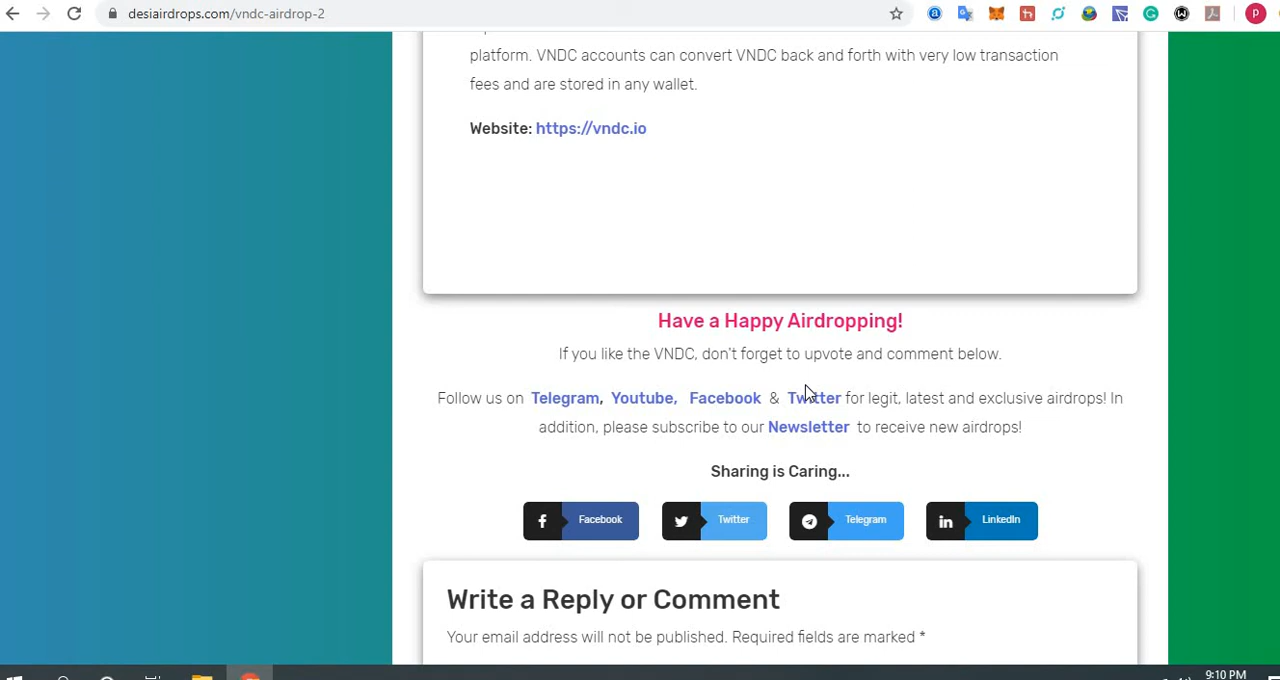 desiairdrops.com/vndc-airdrop-2
platform. VNDC accounts can convert VNDC back and forth with very low transaction
fees and are stored in any wallet.
Website: https://vndc.io
Have a Happy Airdropping!
If you like the VNDC, don't forget to upvote and comment below.
Follow us on Telegram, Youtube, Facebook & Twitter for legit, latest and exclusive airdrops! In
addition, please subscribe to our Newsletter to receive new airdrops!
Sharing is Caring...
Facebook Twitter Telegram LinkedIn
Write a Reply or Comment
Your email address will not be published. Required fields are marked *
9:10 PM